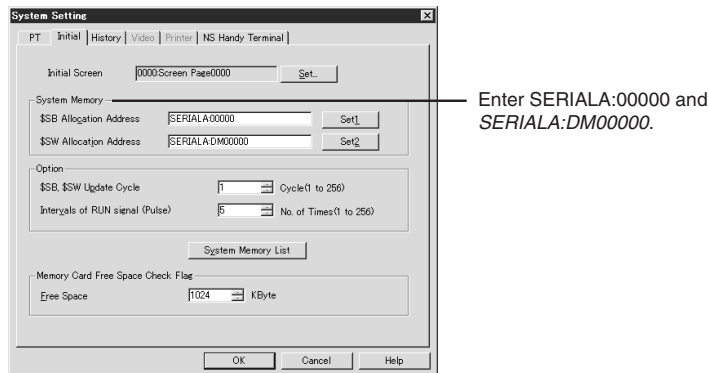 System Setting
PT Initial History Video Printer NS Handy Terminal
Initial Screen 0000:Screen Page0000 Set..
System Memory
$SB Allocation Address SERIALA:00000 Set1
$SW Allocation Address SERIALA:DM00000 Set2
Enter SERIALA:00000 and
SERIALA:DM00000.
Option
$SB, $SW Update Cycle 1 Cycle(1 to 256)
Intervals of RUN signal (Pulse) 5 No. of Times(1 to 256)
System Memory List
Memory Card Free Space Check Flag
Free Space 1024 KByte
OK Cancel Help